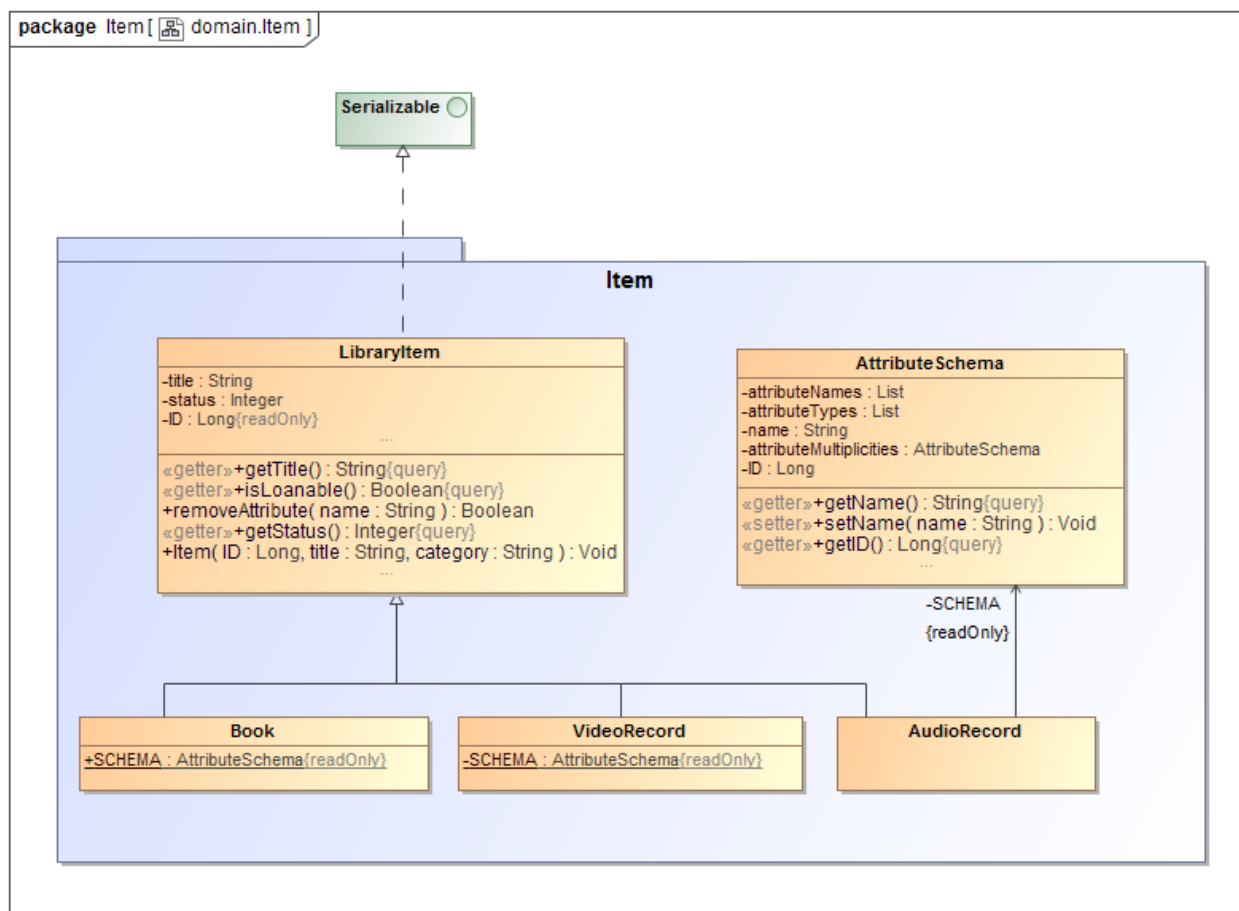 package Item [ domain.Item ]
Serializable
Item
LibraryItem
-title : String
-status : Integer
-ID : Long{readOnly}
...
«getter»+getTitle() : String{query}
«getter»+isLoanable() : Boolean{query}
+removeAttribute( name : String ) : Boolean
«getter»+getStatus() : Integer{query}
+Item( ID : Long, title : String, category : String ) : Void
...
AttributeSchema
-attributeNames : List
-attributeTypes : List
-name : String
-attributeMultiplicities : AttributeSchema
-ID : Long
«getter»+getName() : String{query}
«setter»+setName( name : String ) : Void
«getter»+getID() : Long{query}
...
-SCHEMA
{readOnly}
Book
+SCHEMA : AttributeSchema{readOnly}
VideoRecord
-SCHEMA : AttributeSchema{readOnly}
AudioRecord